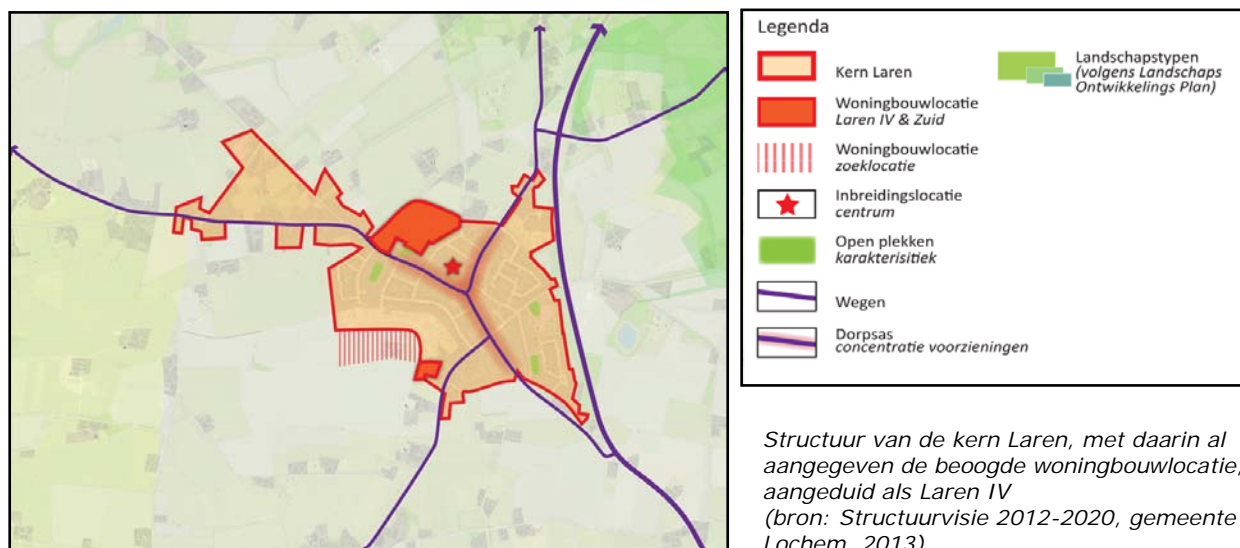 Legenda
Kern Laren
Woningbouwlocatie
Laren IV & Zuid
Woningbouwlocatie
zoeklocatie
Inbreidingslocatie
centrum
Open plekken
karakterisitiek
Wegen
Dorpsas
concentratie voorzieningen
Landschapstypen
(volgens Landschaps
Ontwikkelings Plan)
Structuur van de kern Laren, met daarin al
aangegeven de beoogde woningbouwlocatie,
aangeduid als Laren IV
(bron: Structuurvisie 2012-2020, gemeente
Lochem, 2013)